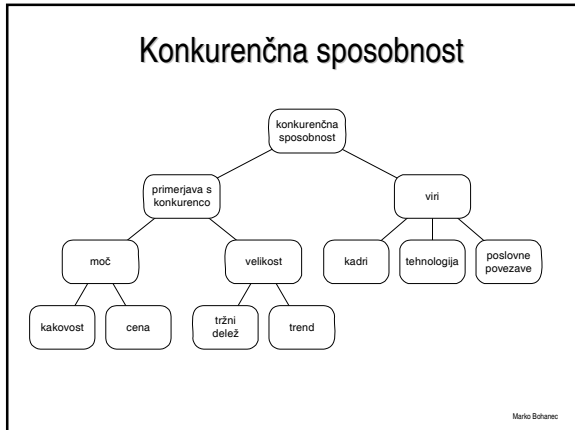 Konkurenčna sposobnost
konkurenčna
sposobnost
primerjava s
konkurenco
viri
moč
velikost
kadri
tehnologija
poslovne
povezave
kakovost
cena
tržni
delež
trend
Marko Bohanec